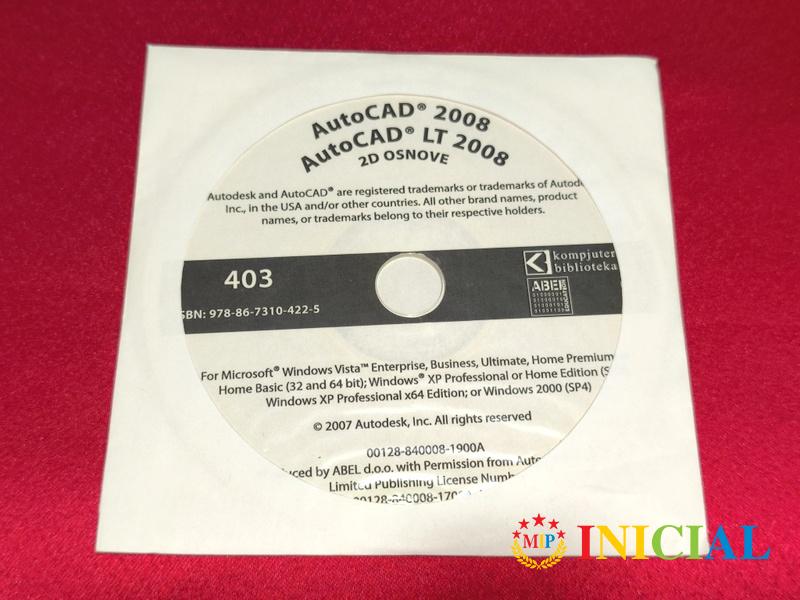 AutoCAD® 2008
AutoCAD® LT 2008
2D OSNOVE
Autodesk and AutoCAD® are registered trademarks or trademarks of
Inc., in the USA and/or other countries. All other brand names, product
names, or trademarks belong to their respective holders.
403
kompjuter
biblioteka
ABEL
EDUCATION
ISBN: 978-86-7310-422-5
For Microsoft® Windows Vista™ Enterprise, Business, Ultimate, Home Premium
Home Basic (32 and 64 bit); Windows® XP Professional or Home Edition
Windows XP Professional x64 Edition; or Windows 2000 (SP4)
© 2007 Autodesk, Inc. All rights reserved
00128-840008-1900A
by ABEL d.o.o. with Permission from
Limited Publishing License
MIP INICIAL